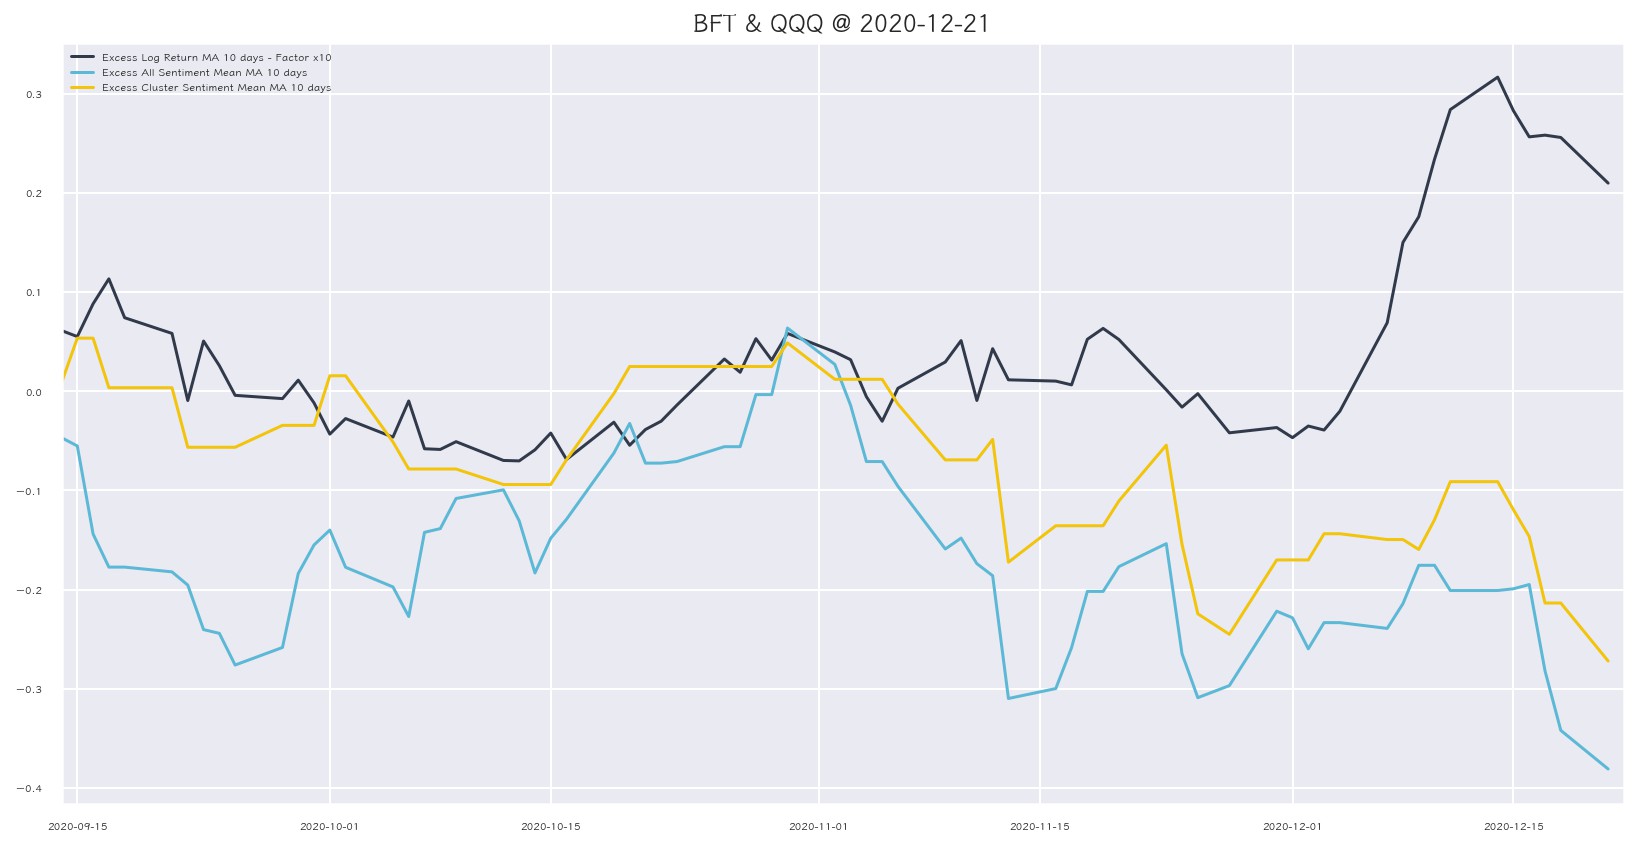 BFT & QQQ @ 2020-12-21
Excess Log Return MA 10 days - Factor x10
Excess All Sentiment Mean MA 10 days
Excess Cluster Sentiment Mean MA 10 days
0.3
0.2
0.1
0.0
−0.1
−0.2
−0.3
−0.4
2020-09-15 2020-10-01 2020-10-15 2020-11-01 2020-11-15 2020-12-01 2020-12-15